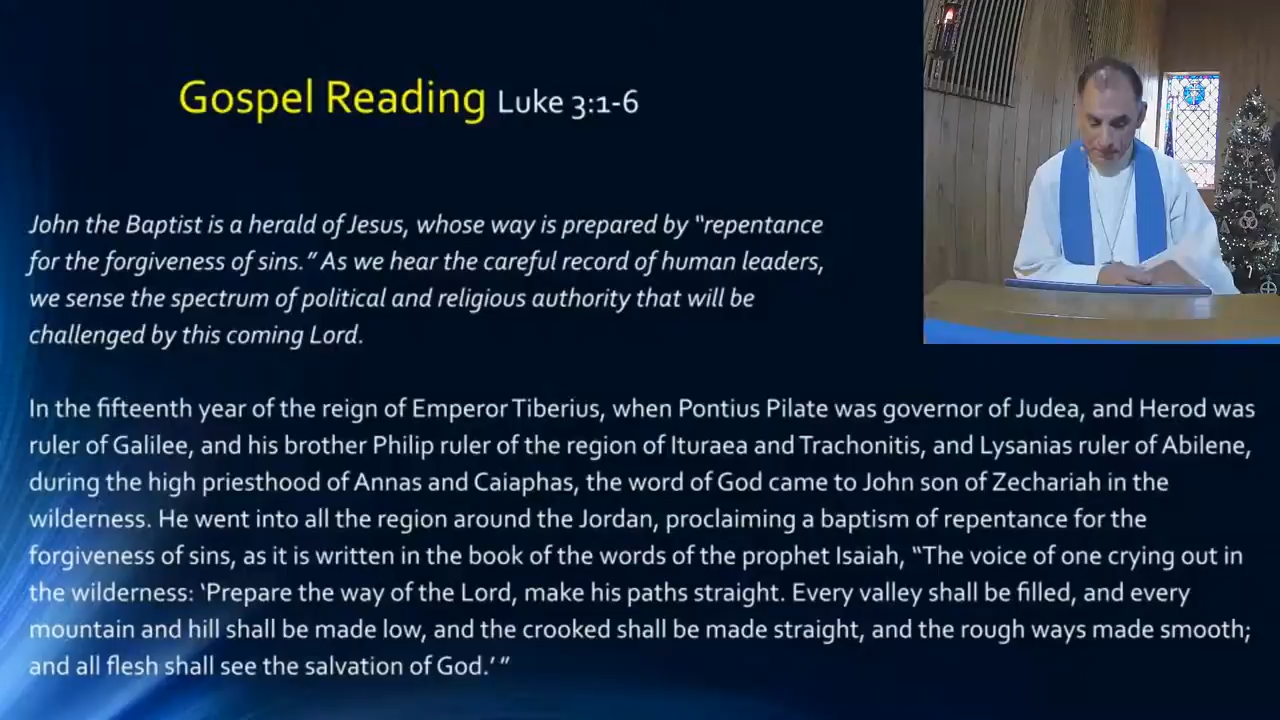 Gospel Reading Luke 3:1-6
John the Baptist is a herald of Jesus, whose way is prepared by “repentance
for the forgiveness of sins.” As we hear the careful record of human leaders,
we sense the spectrum of political and religious authority that will be
challenged by this coming Lord.
In the fifteenth year of the reign of Emperor Tiberius, when Pontius Pilate was governor of Judea, and Herod was
ruler of Galilee, and his brother Philip ruler of the region of Ituraea and Trachonitis, and Lysanias ruler of Abilene,
during the high priesthood of Annas and Caiaphas, the word of God came to John son of Zechariah in the
wilderness. He went into all the region around the Jordan, proclaiming a baptism of repentance for the
forgiveness of sins, as it is written in the book of the words of the prophet Isaiah, “The voice of one crying out in
the wilderness: ‘Prepare the way of the Lord, make his paths straight. Every valley shall be filled, and every
mountain and hill shall be made low, and the crooked shall be made straight, and the rough ways made smooth;
and all flesh shall see the salvation of God.’ ”